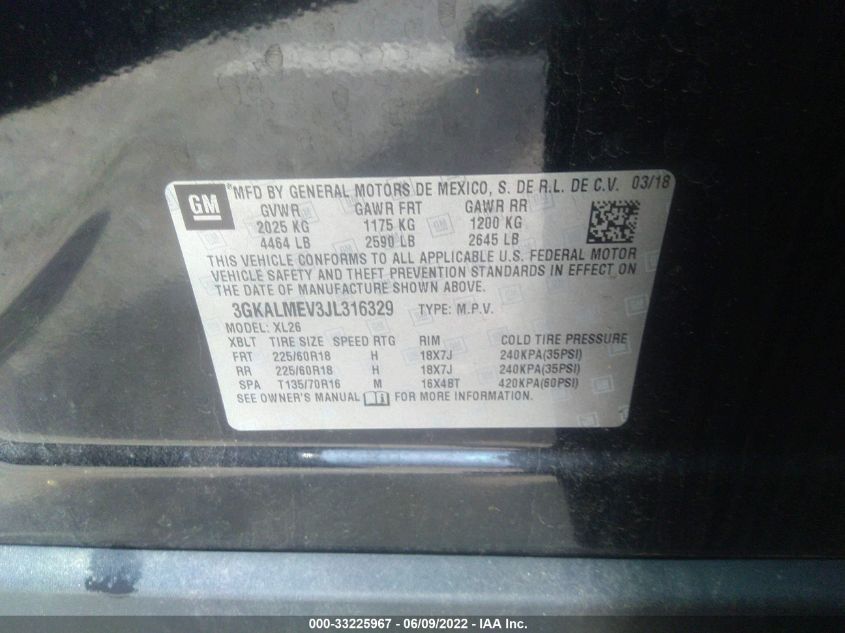 GM
®MFD BY GENERAL MOTORS DE MEXICO, S. DE R.L. DE C.V. 03/18
GVWR GAWR FRT GAWR RR
2025 KG 1175 KG 1200 KG
4464 LB 2590 LB 2645 LB
THIS VEHICLE CONFORMS TO ALL APPLICABLE U.S. FEDERAL MOTOR
VEHICLE SAFETY AND THEFT PREVENTION STANDARDS IN EFFECT ON
THE DATE OF MANUFACTURE SHOWN ABOVE.
3GKALMEV3JL316329 TYPE: M.P.V.
MODEL: XL26
XBLT TIRE SIZE SPEED RTG RIM COLD TIRE PRESSURE
FRT 225/60R18 H 18X7J 240KPA(35PSI)
RR 225/60R18 H 18X7J 240KPA(35PSI)
SPA T135/70R16 M 16X4BT 420KPA(60PSI)
SEE OWNER'S MANUAL FOR MORE INFORMATION.
000-33225967 - 06/09/2022 - IAA Inc.